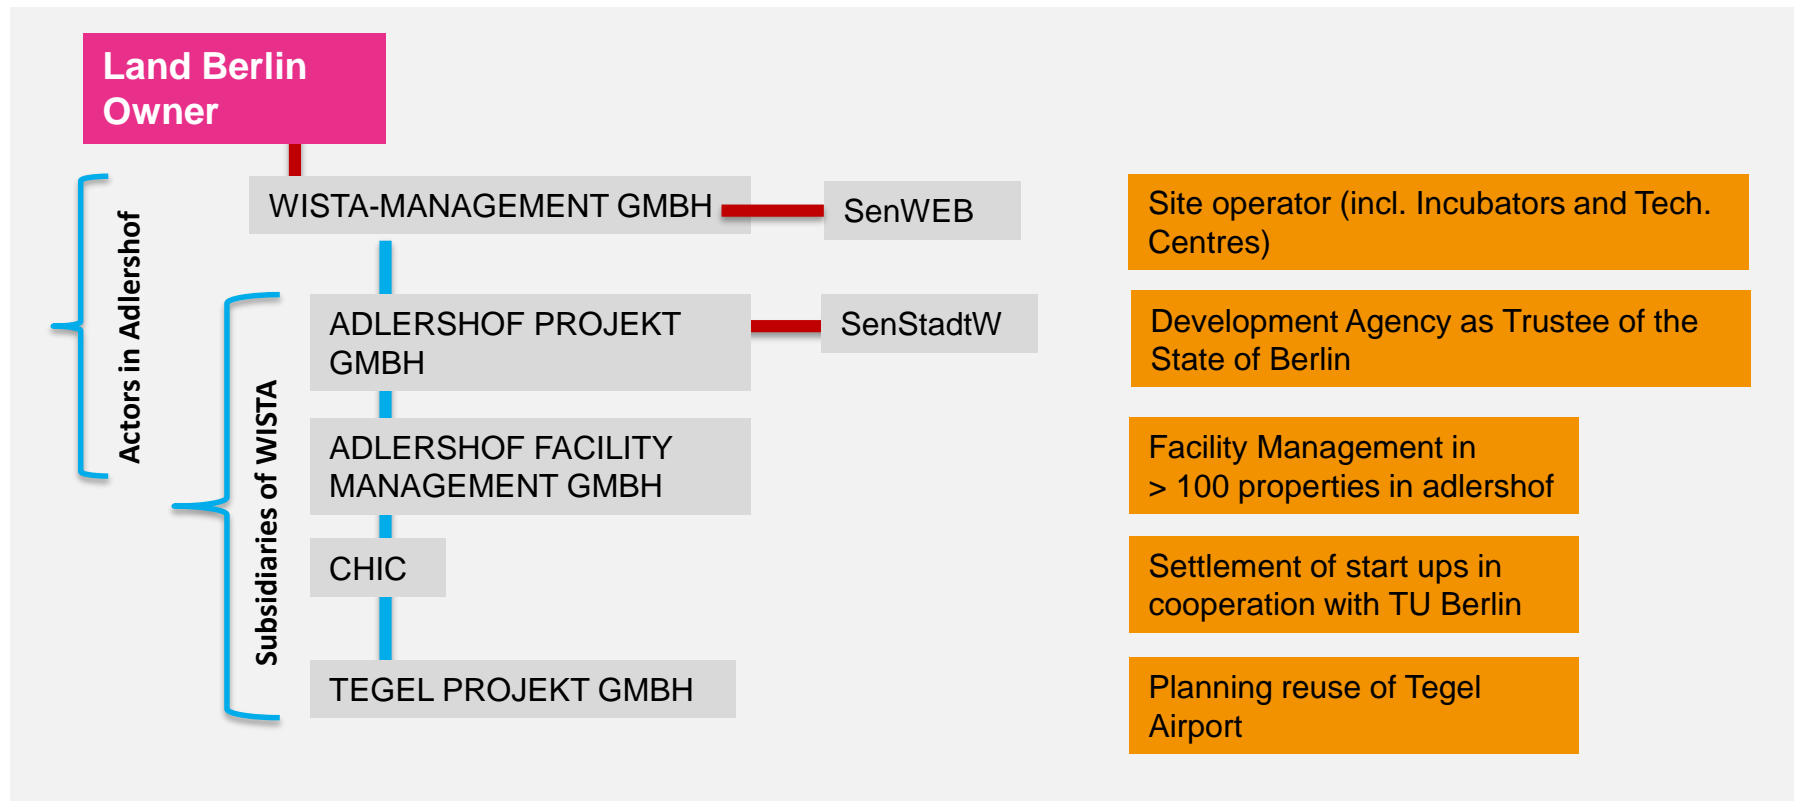 Land Berlin
Owner
Actors in Adlershof
WISTA-MANAGEMENT GMBH
SenWEB
Site operator (incl. Incubators and Tech.
Centres)
Subsidiaries of WISTA
ADLERSHOF PROJEKT
GMBH
SenStadtW
Development Agency as Trustee of the
State of Berlin
ADLERSHOF FACILITY
MANAGEMENT GMBH
Facility Management in
> 100 properties in adlershof
CHIC
Settlement of start ups in
cooperation with TU Berlin
TEGEL PROJEKT GMBH
Planning reuse of Tegel
Airport